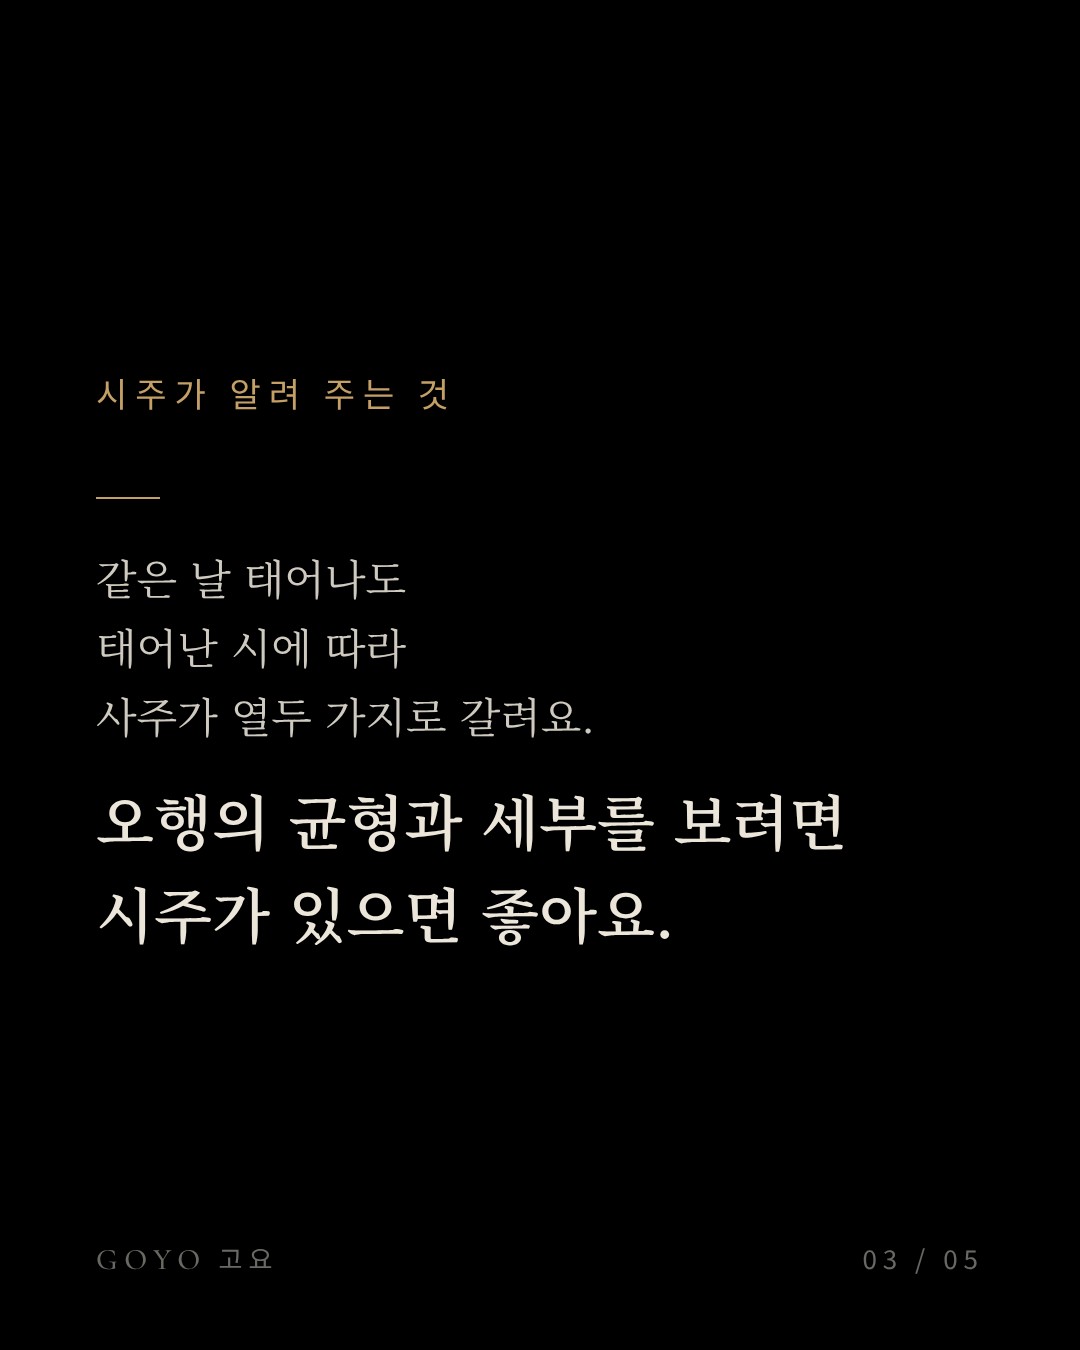 시주가 알려 주는 것
같은 날 태어나도
태어난 시에 따라
사주가 열두 가지로 갈려요.
오행의 균형과 세부를 보려면
시주가 있으면 좋아요.
GOYO 고요
03 / 05